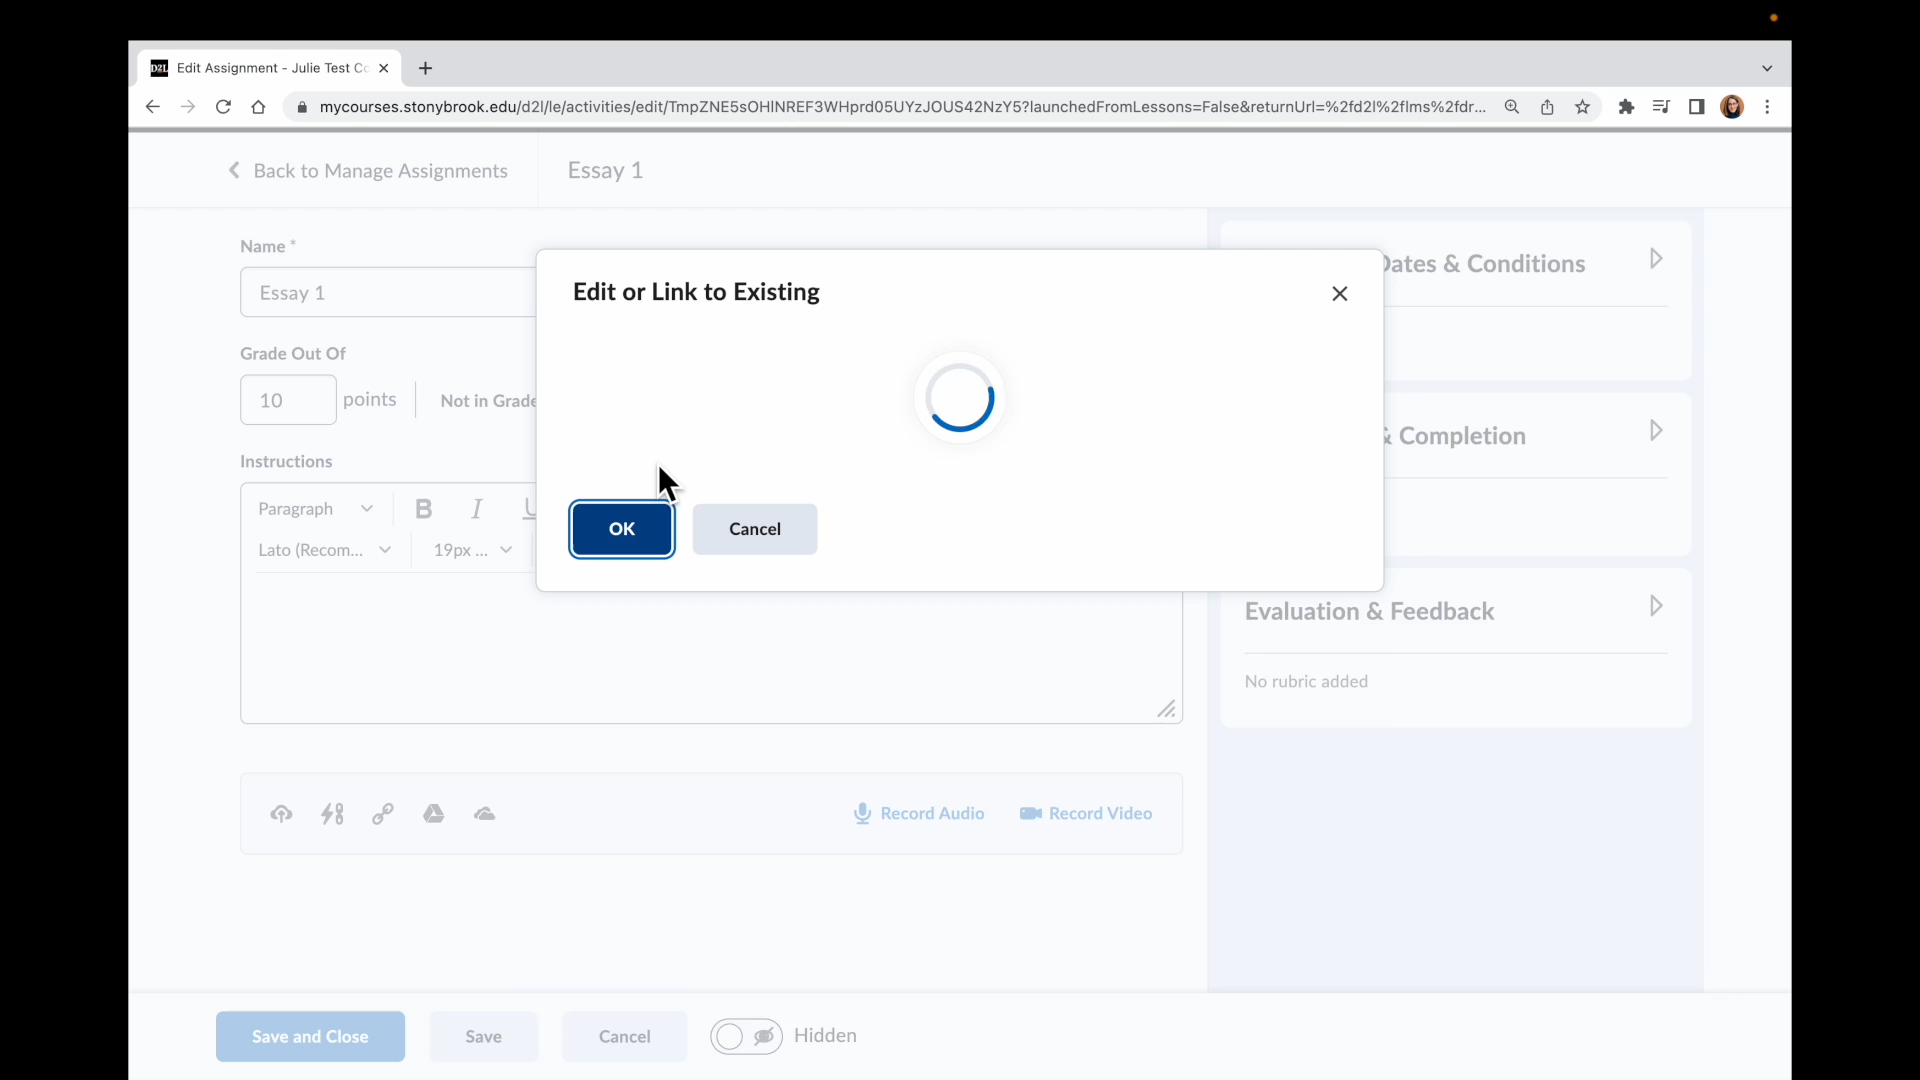 D2L Edit Assignment - Julie Test Co
mycourses.stonybrook.edu/d2l/le/activities/edit/TmpZNE5sOHlNREF3WHprd05UYzJOUS42NzY5?launchedFromLessons=False&returnUrl=%2fd2l%2flms%2fdr...
Back to Manage Assignments
Essay 1
Name *
Essay 1
Grade Out Of
10
points
Not in Grade
Instructions
Paragraph
B I U
Lato (Recom...
19px ...
Edit or Link to Existing
OK
Cancel
Dates & Conditions
& Completion
Evaluation & Feedback
No rubric added
Record Audio
Record Video
Save and Close
Save
Cancel
Hidden